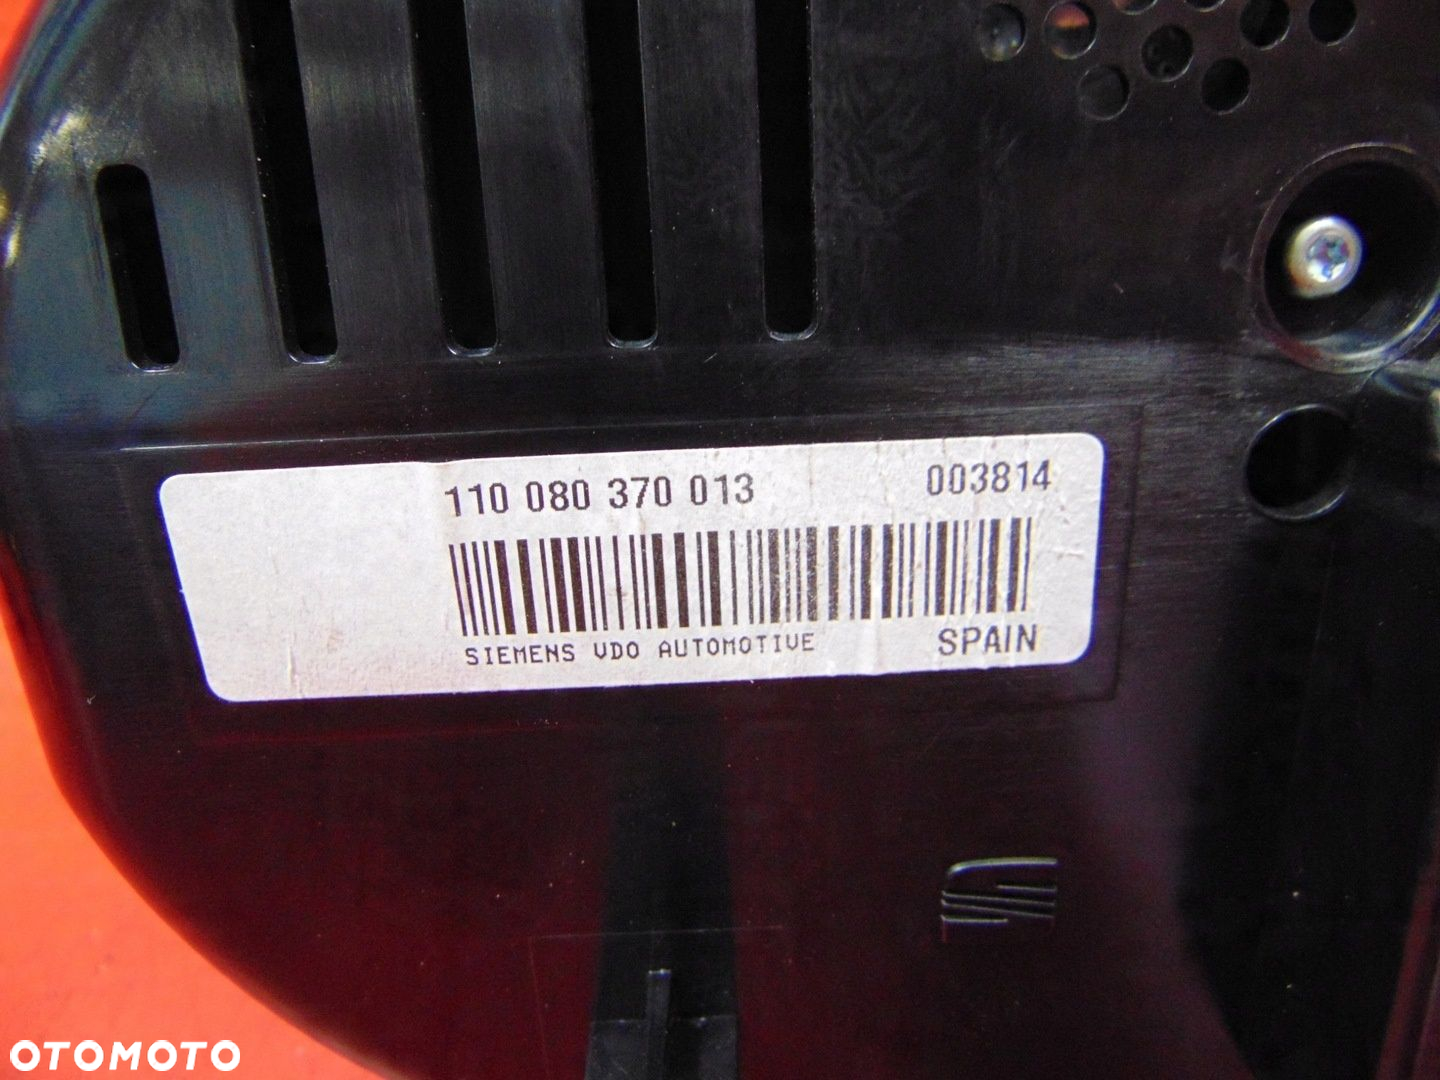 110 080 370 013 003814
SIEMENS VDO AUTOMOTIVE SPAIN
OTOMOTO